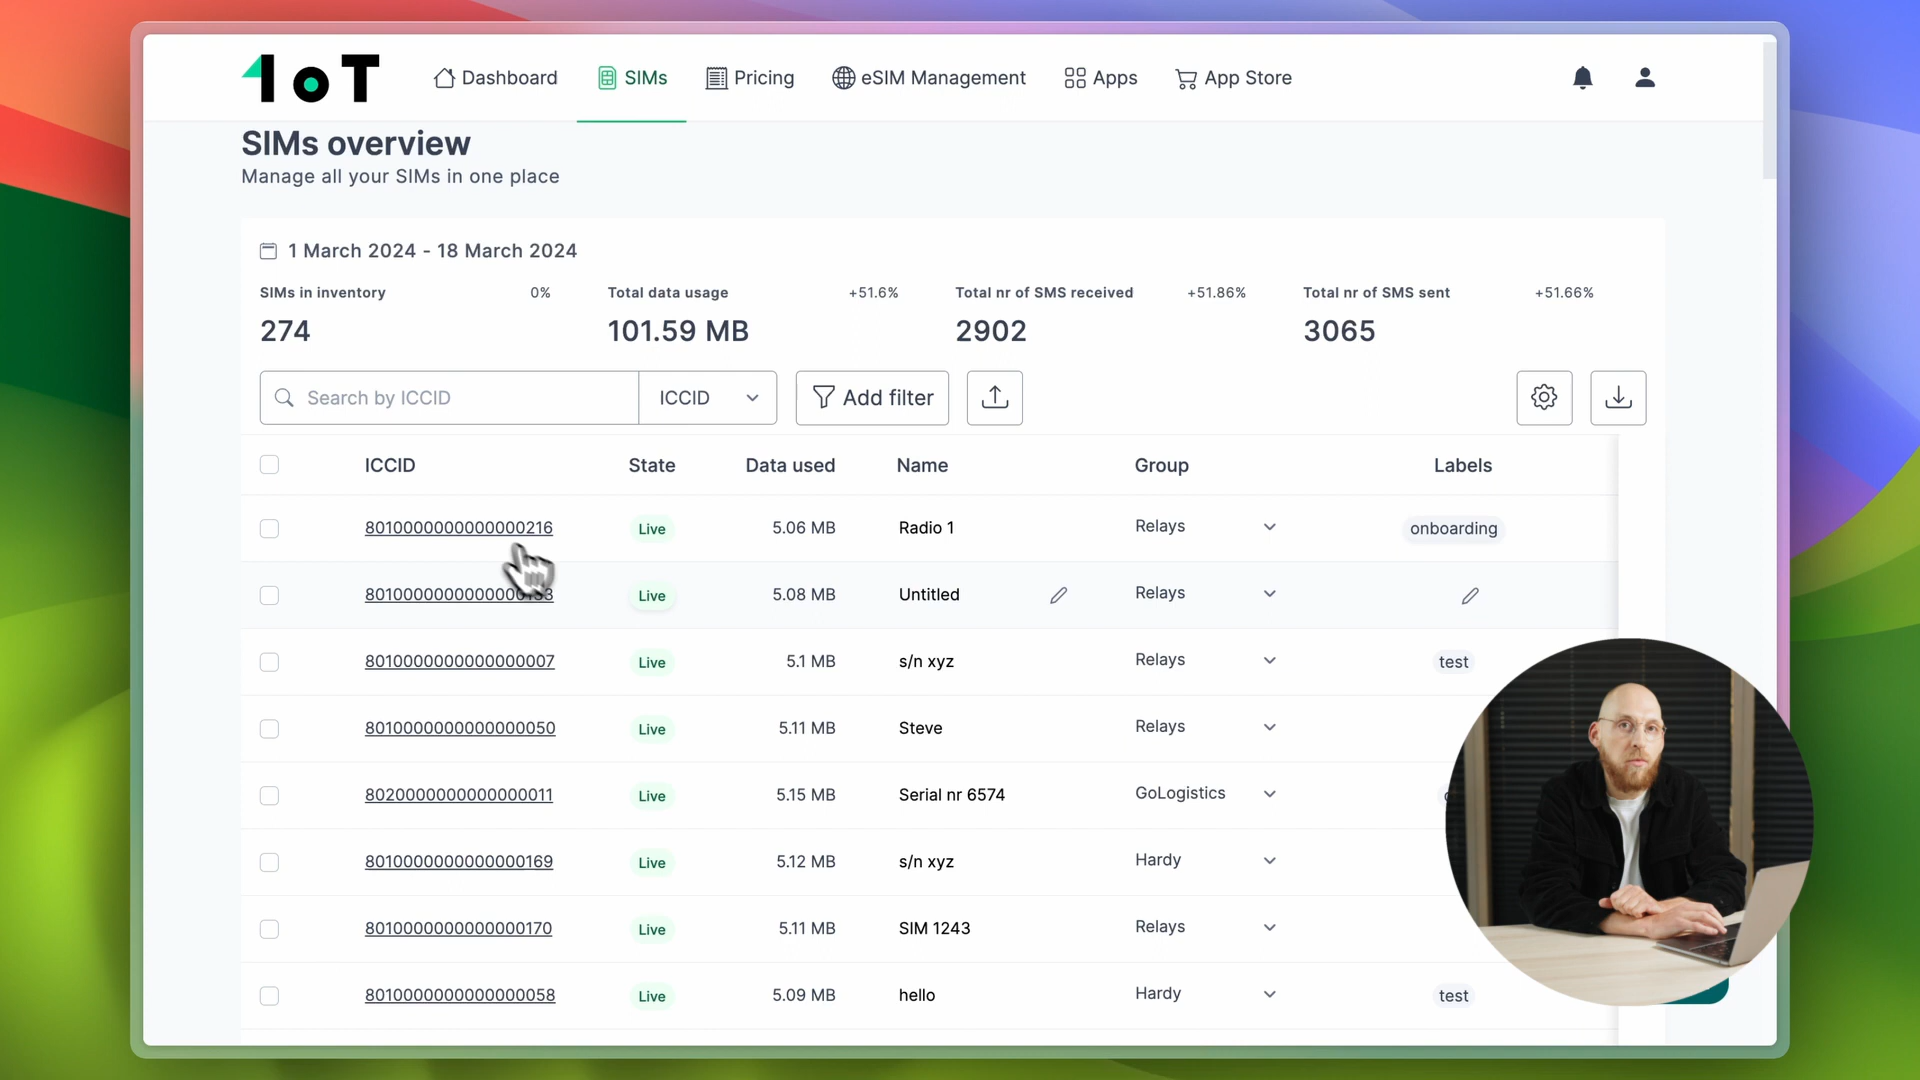 1oT
Dashboard
SIMs
Pricing
eSIM Management
Apps
App Store
SIMs overview
Manage all your SIMs in one place
1 March 2024 - 18 March 2024
SIMs in inventory 0%
274
Total data usage +51.6%
101.59 MB
Total nr of SMS received +51.86%
2902
Total nr of SMS sent +51.66%
3065
Search by ICCID
ICCID
Add filter
ICCID State Data used Name Group Labels
8010000000000000216 Live 5.06 MB Radio 1 Relays onboarding
Live 5.08 MB Untitled Relays
8010000000000000007 Live 5.1 MB s/n xyz Relays test
8010000000000000050 Live 5.11 MB Steve Relays
8020000000000000011 Live 5.15 MB Serial nr 6574 GoLogistics
8010000000000000169 Live 5.12 MB s/n xyz Hardy
8010000000000000170 Live 5.11 MB SIM 1243 Relays
8010000000000000058 Live 5.09 MB hello Hardy test